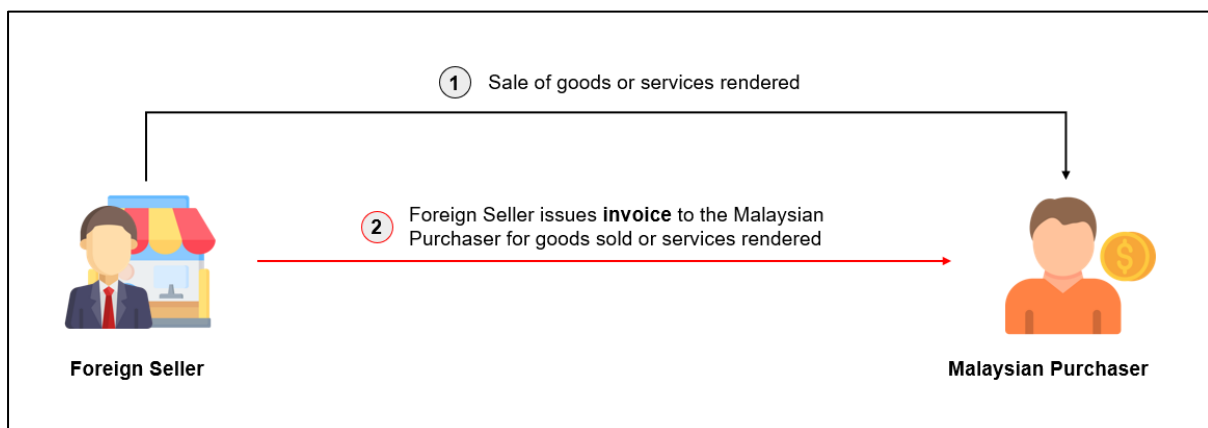 1 Sale of goods or services rendered
2 Foreign Seller issues invoice to the Malaysian
Purchaser for goods sold or services rendered
$
Foreign Seller
Malaysian Purchaser